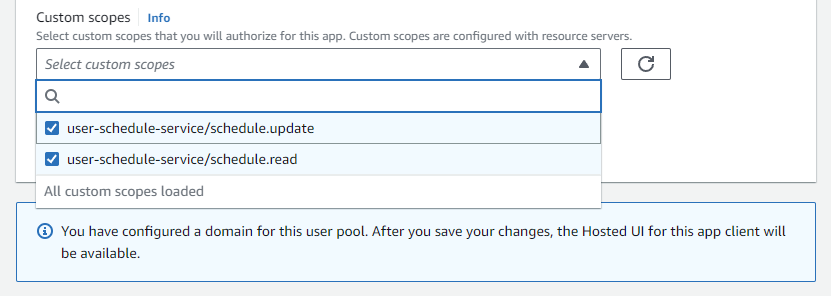 Custom scopes Info
Select custom scopes that you will authorize for this app. Custom scopes are configured with resource servers.
Select custom scopes
user-schedule-service/schedule.update
user-schedule-service/schedule.read
All custom scopes loaded
You have configured a domain for this user pool. After you save your changes, the Hosted UI for this app client will
be available.